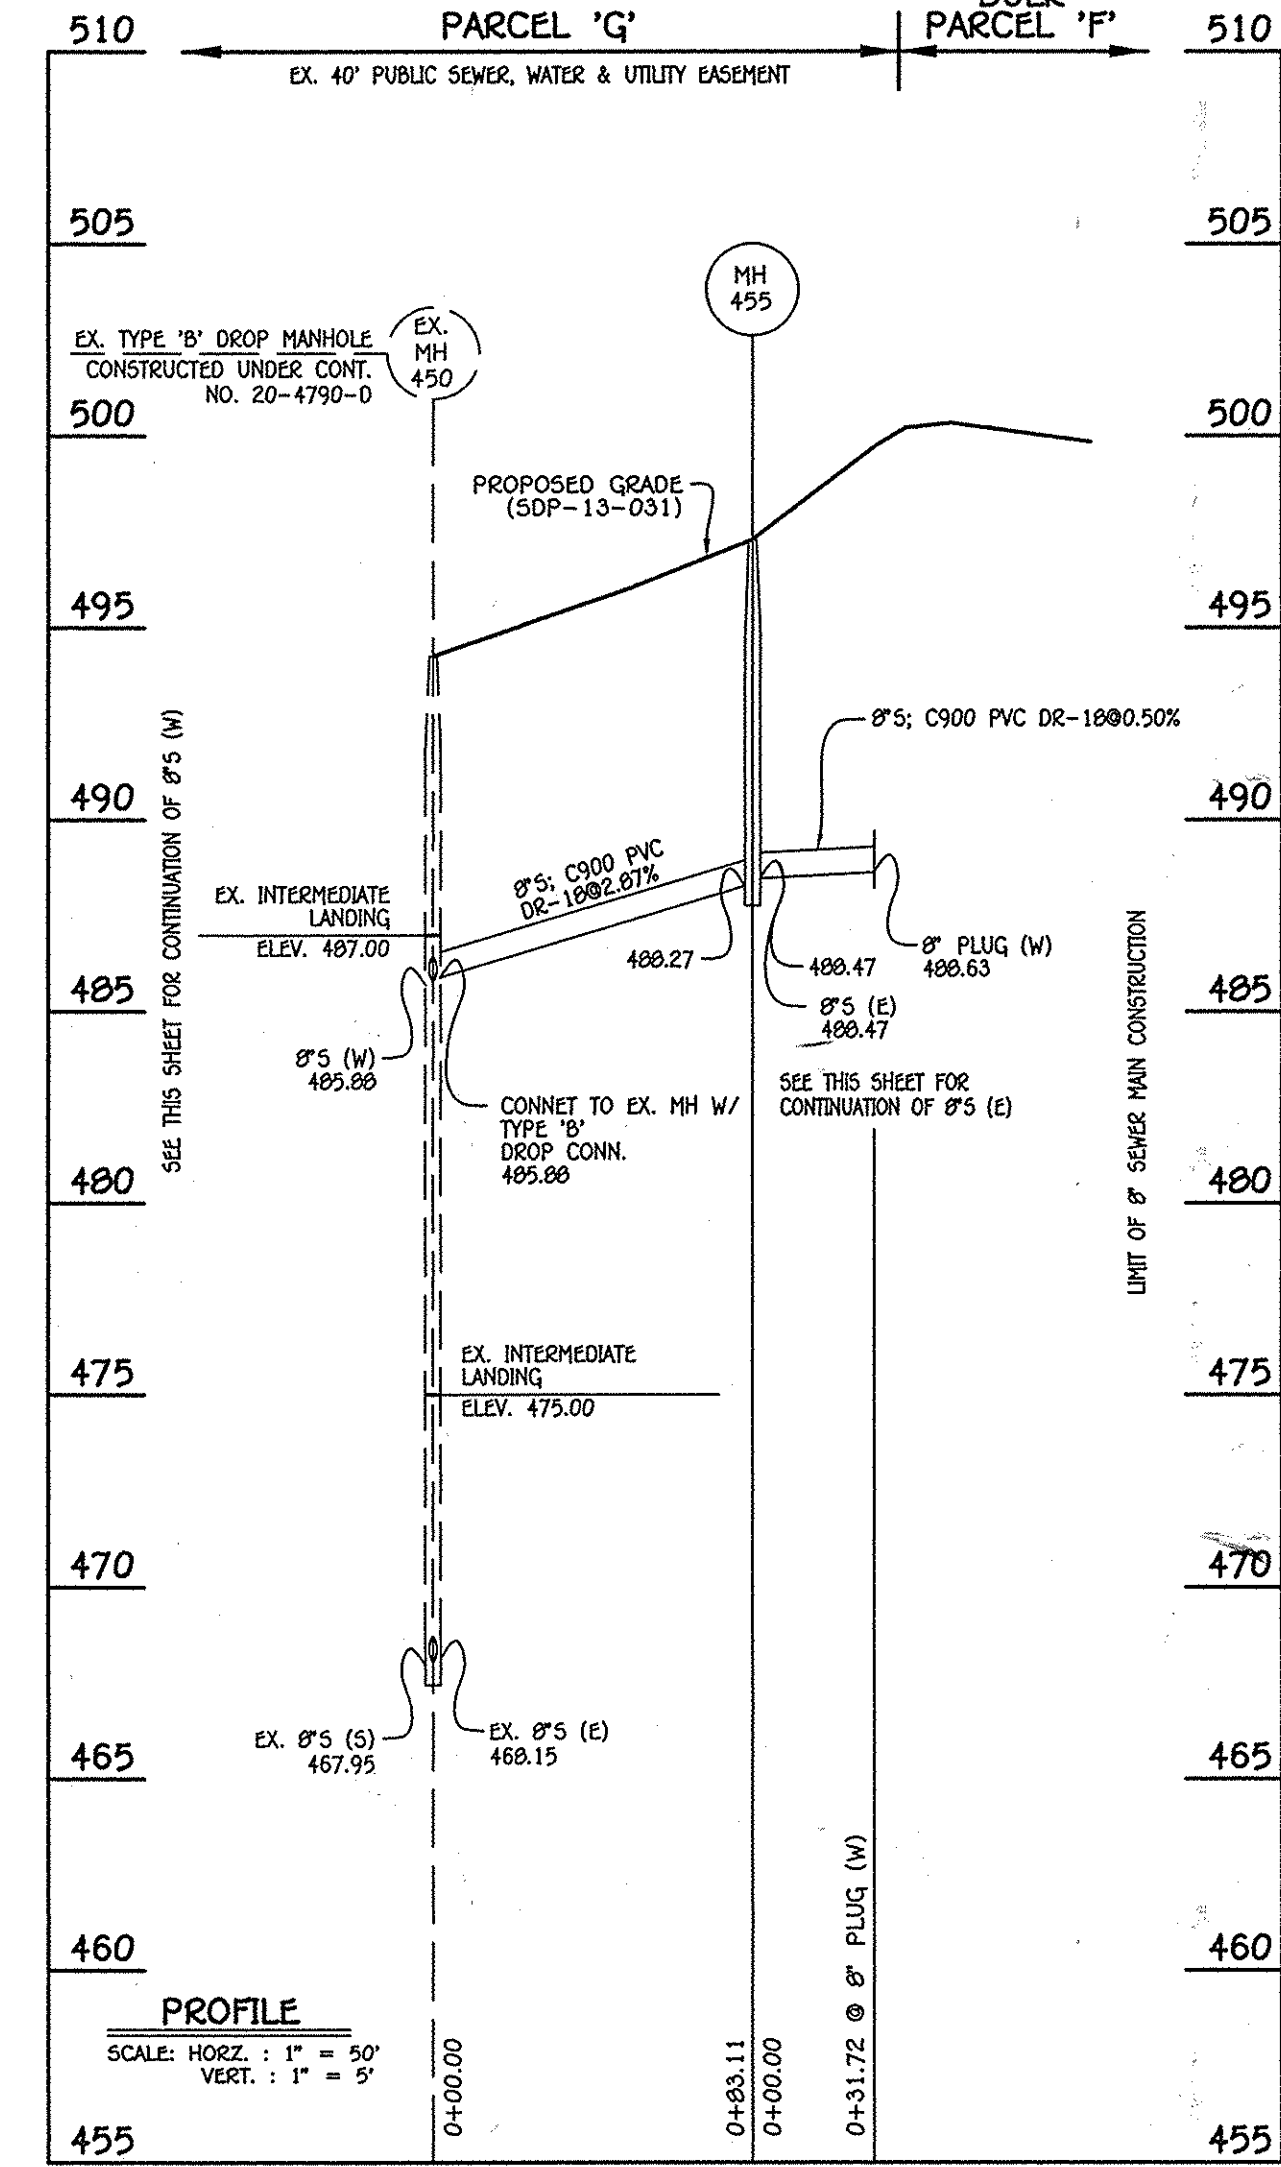 510
PARCEL 'G'
PARCEL 'F'
510
EX. 40' PUBLIC SEWER, WATER & UTILITY EASEMENT
505
505
MH
455
EX. TYPE 'B' DROP MANHOLE
CONSTRUCTED UNDER CONT.
NO. 20-4790-D
EX.
MH
450
500
500
PROPOSED GRADE
(SDP-13-031)
495
495
8"S; C900 PVC DR-18@0.50%
SEE THIS SHEET FOR CONTINUATION OF 8"S (W)
490
490
8"S; C900 PVC
DR-18@2.87%
EX. INTERMEDIATE
LANDING
ELEV. 487.00
488.27
488.47
8" PLUG (W)
488.63
485
485
8"S (E)
488.47
8"S (W)
485.88
CONNET TO EX. MH W/
TYPE 'B'
DROP CONN.
485.88
SEE THIS SHEET FOR
CONTINUATION OF 8"S (E)
LIMIT OF 8" SEWER MAIN CONSTRUCTION
480
480
EX. INTERMEDIATE
LANDING
ELEV. 475.00
475
475
470
470
EX. 8"S (S)
467.95
EX. 8"S (E)
468.15
465
465
460
460
PROFILE
SCALE: HORZ. : 1" = 50'
VERT. : 1" = 5'
0+00.00
0+83.11
0+00.00
0+31.72 @ 8" PLUG (W)
455
455